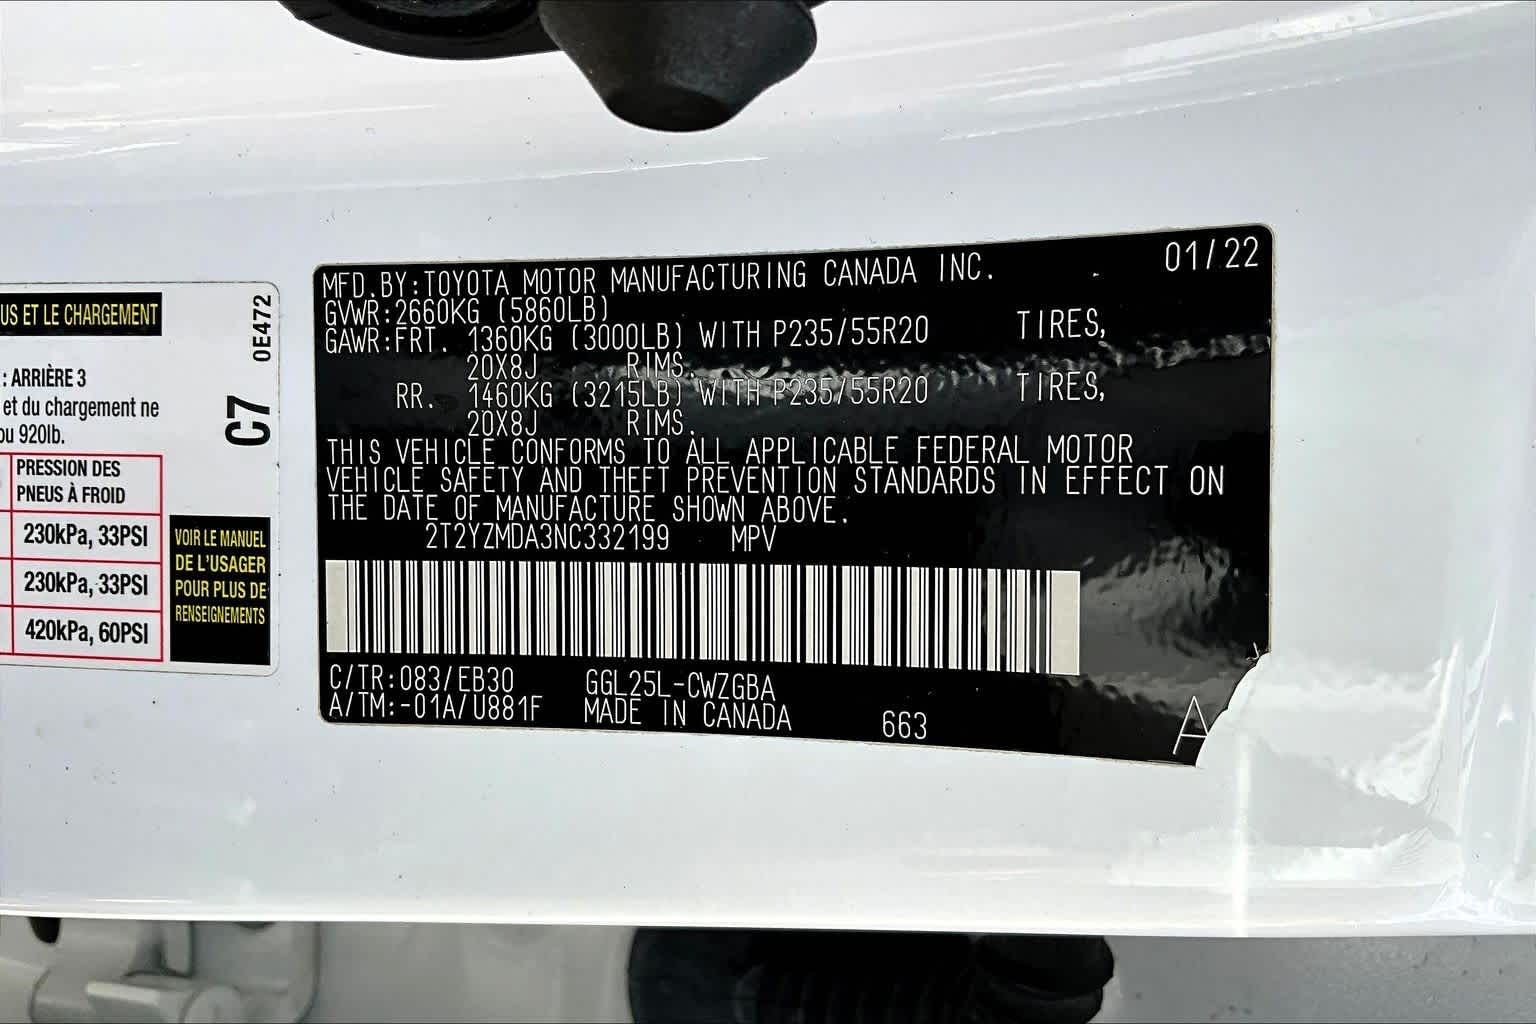 US ET LE CHARGEMENT
0E472
: ARRIÈRE 3
et du chargement ne
ou 920lb.
C7
PRESSION DES
PNEUS À FROID
230kPa, 33PSI
230kPa, 33PSI
420kPa, 60PSI
VOIR LE MANUEL
DE L'USAGER
POUR PLUS DE
RENSEIGNEMENTS
MFD.BY:TOYOTA MOTOR MANUFACTURING CANADA INC. 01/22
GVWR:2660KG (5860LB)
GAWR:FRT. 1360KG (3000LB) WITH P235/55R20 TIRES,
20X8J RIMS.
RR. 1460KG (3215LB) WITH P235/55R20 TIRES,
20X8J RIMS.
THIS VEHICLE CONFORMS TO ALL APPLICABLE FEDERAL MOTOR
VEHICLE SAFETY AND THEFT PREVENTION STANDARDS IN EFFECT ON
THE DATE OF MANUFACTURE SHOWN ABOVE.
2T2YZMDA3NC332199 MPV
C/TR:083/EB30 GGL25L-CWZGBA
A/TM:-01A/U881F MADE IN CANADA 663 A